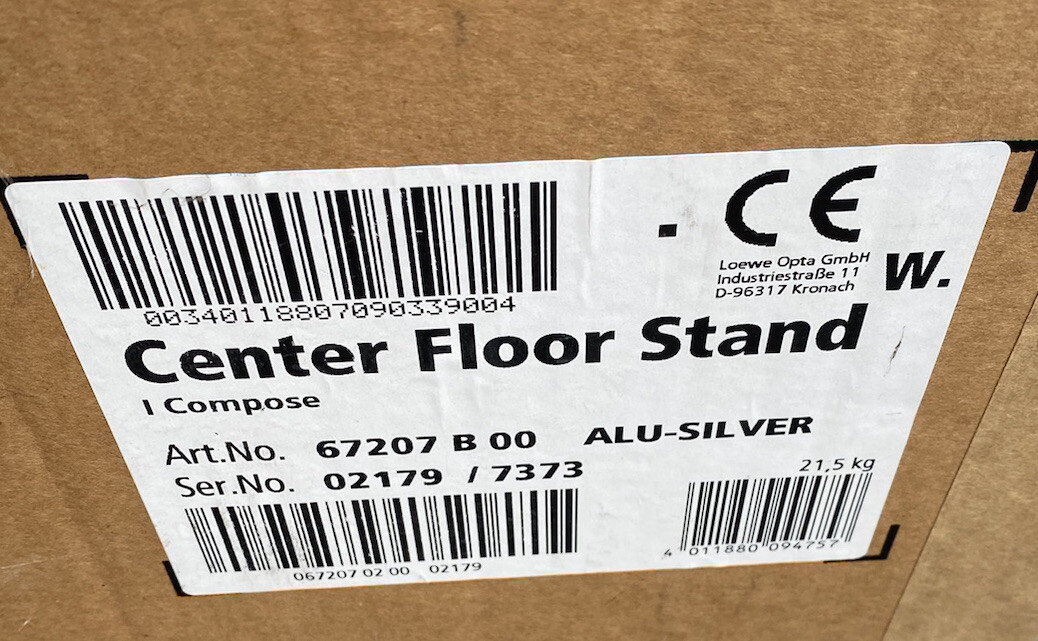 00340118807090339004
CE
Loewe Opta GmbH
Industriestraße 11
D-96317 Kronach
W.
Center Floor Stand
I Compose
Art.No. 67207 B 00 ALU-SILVER
Ser.No. 02179 / 7373
21,5 kg
067207 02 00 02179
4 011880 094757